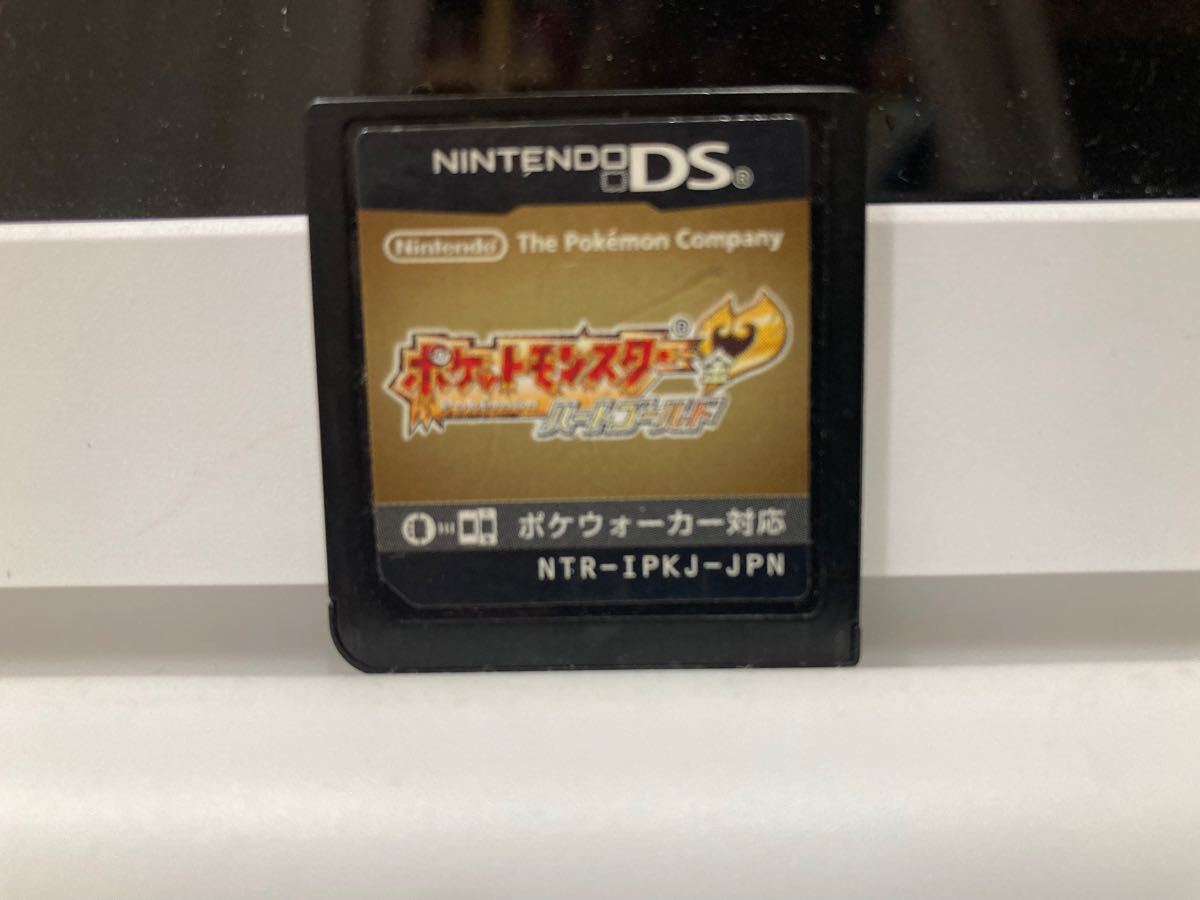 NINTENDO DS®
Nintendo® The Pokémon Company
ポケットモンスター®
金
ハートゴールド
ポケウォーカー対応
NTR-IPKJ-JPN